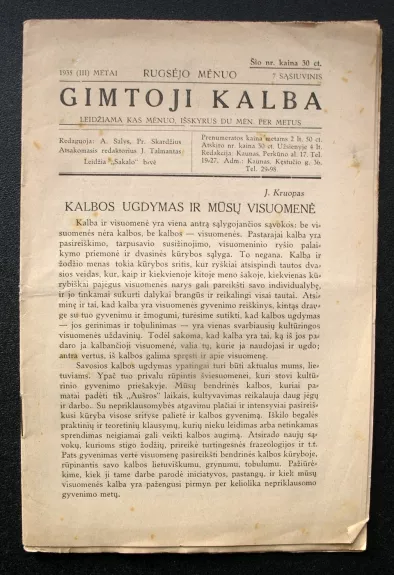 Šio nr. kaina 30 ct.
1938 (III) METAI RUGSĖJO MĖNUO 7 SĄSIUVINIS
GIMTOJI KALBA
LEIDŽIAMA KAS MĖNUO, IŠSKYRUS DU MĖN. PER METUS
Redaguoja: A. Salys, Pr. Skardžius
Atsakomasis redaktorius J. Talmantas
Leidžia „Sakalo" b-vė
Prenumeratos kaina metams 2 lt. 50 ct.
Atskiro nr. kaina 30 ct. Užsienyje 4 lt.
Redakcija: Kaunas, Perkūno al. 17. Tel.
19-27. Adm.: Kaunas, Kęstučio g. 36.
Tel. 29-98.
J. Kruopas
KALBOS UGDYMAS IR MŪSŲ VISUOMENĖ
Kalba ir visuomenė yra viena antrą sąlygojančios sąvokos: be vi-
suomenės nėra kalbos, be kalbos — visuomenės. Pastarajai kalba yra
pasireiškimo, tarpusavio susižinojimo, visuomeninio ryšio palai-
kymo priemonė ir dvasinės kūrybos sąlyga. To negana. Kalba ir
žodžio menas tokia kūrybos sritis, kur ryškiai atsispindi tautos dva-
sios veidas, kur, kaip ir kiekvienoje kitoje meno šakoje, kiekvienas kū-
rybiškai pajėgus visuomenės narys gali pareikšti savo individualybę,
ir jo tinkamai sukurti dalykai brangūs ir reikalingi visai tautai. Atsi-
minę ir tai, kad kalba yra visuomenės gyvenimo reiškinys, kintąs drau-
ge su tuo gyvenimu ir žmogumi, turėsime sutikti, kad kalbos ugdymas
— jos gerinimas ir tobulinimas — yra vienas svarbiausių kultūringos
visuomenės uždavinių. Todėl sakoma, kad kalba yra tai, ką iš jos pa-
daro ja kalbančioji visuomenė, valia tų, kurie ja naudojasi ir ugdo;
antra vertus, iš kalbos galima spręsti ir apie visuomenę.
Savosios kalbos ugdymas ypatingai turi būti aktualus mums, lie-
tuviams. Ypač tuo privalu rūpintis šviesuomenei, kuri stovi kultū-
rinio gyvenimo priešakyje. Mūsų bendrinės kalbos, kuriai pa-
matai padėti tik „Aušros" laikais, kultyvavimas reikalauja daug jėgų
ir darbo. Su nepriklausomybės atgavimu plačiai ir intensyviai pasireiš-
kusi kūryba visose srityse palietė ir kalbos gyvenimą. Iškilo begalės
praktinių ir teoretinių klausymų, kurių nieku leidimas arba netinkamas
sprendimas neigiamai gali veikti kalbos augimą. Atsirado naujų są-
vokų, kurioms stigo žodžių, prireikė turtingesnės frazeologijos ir t.t.
Pats gyvenimas vertė visuomenę pasireikšti bendrinės kalbos kūryboje,
rūpinantis savo kalbos lietuviškumu, grynumu, tobulumu. Pažiūrė-
kime, kiek ji tame darbe parodė iniciatyvos, pastangų, ir kiek mūsų
visuomenės kalba yra pažengusi pirmyn per keliolika nepriklausomo
gyvenimo metų.